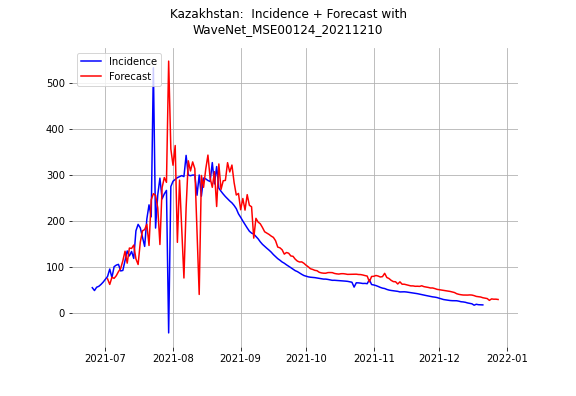 Kazakhstan:  Incidence + Forecast with
WaveNet_MSE00124_20211210
Incidence
Forecast
500
400
300
200
100
0
2021-07 2021-08 2021-09 2021-10 2021-11 2021-12 2022-01